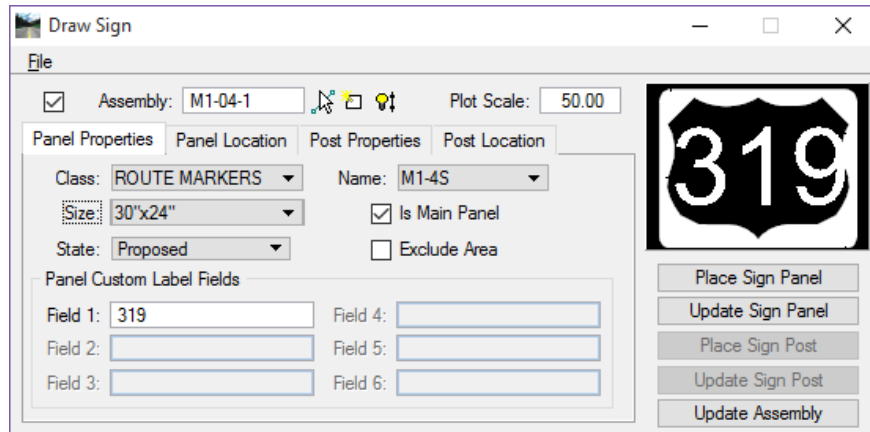 Draw Sign
File
Assembly: M1-04-1 Plot Scale: 50.00
Panel Properties Panel Location Post Properties Post Location
Class: ROUTE MARKERS Name: M1-4S
Size: 30"x24" Is Main Panel
State: Proposed Exclude Area
Panel Custom Label Fields
Field 1: 319 Field 4:
Field 2: Field 5:
Field 3: Field 6:
319
Place Sign Panel
Update Sign Panel
Place Sign Post
Update Sign Post
Update Assembly